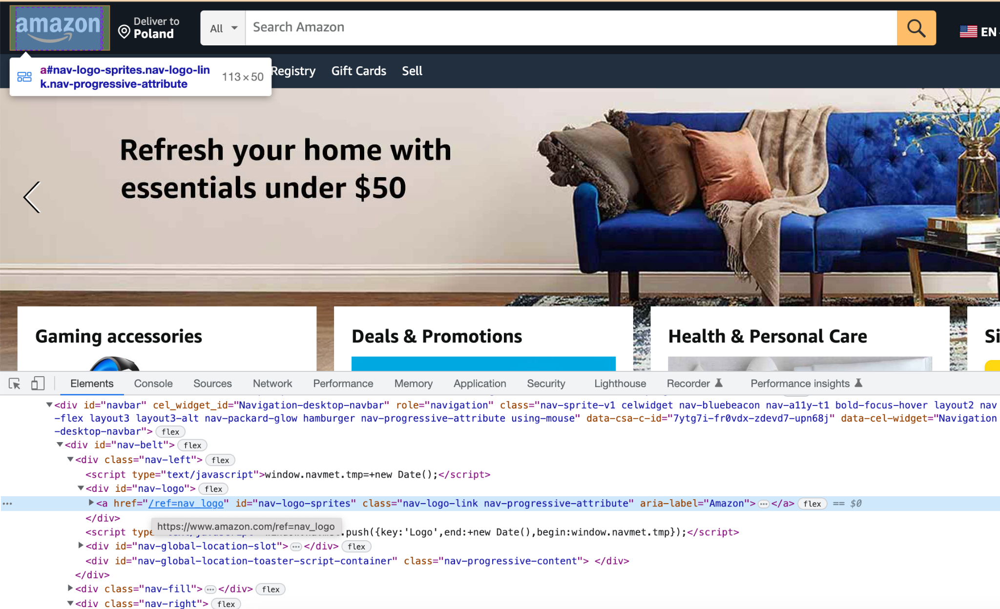 amazon
Deliver to
Poland
All
Search Amazon
EN
a#nav-logo-sprites.nav-logo-lin
k.nav-progressive-attribute
113 × 50
Registry
Gift Cards
Sell
Refresh your home with
essentials under $50
Gaming accessories
Deals & Promotions
Health & Personal Care
Si
Elements
Console
Sources
Network
Performance
Memory
Application
Security
Lighthouse
Recorder
Performance insights
<div id="navbar" cel_widget_id="Navigation-desktop-navbar" role="navigation" class="nav-sprite-v1 celwidget nav-bluebeacon nav-a11y-t1 bold-focus-hover layout2 nav
-flex layout3 layout3-alt nav-packard-glow hamburger nav-progressive-attribute using-mouse" data-csa-c-id="7ytg7i-fr0vdx-zdevd7-upn68j" data-cel-widget="Navigation
-desktop-navbar"> flex
<div id="nav-belt"> flex
<div class="nav-left"> flex
<script type="text/javascript">window.navmet.tmp=+new Date();</script>
<div id="nav-logo"> flex
<a href="/ref=nav_logo" id="nav-logo-sprites" class="nav-logo-link nav-progressive-attribute" aria-label="Amazon">…</a> flex == $0
</div>
https://www.amazon.com/ref=nav_logo
<script type .push({key:'Logo',end:+new Date(),begin:window.navmet.tmp});</script>
<div id="nav-global-location-slot">…</div> flex
<div id="nav-global-location-toaster-script-container" class="nav-progressive-content"> </div>
</div>
<div class="nav-fill">…</div> flex
<div class="nav-right"> flex